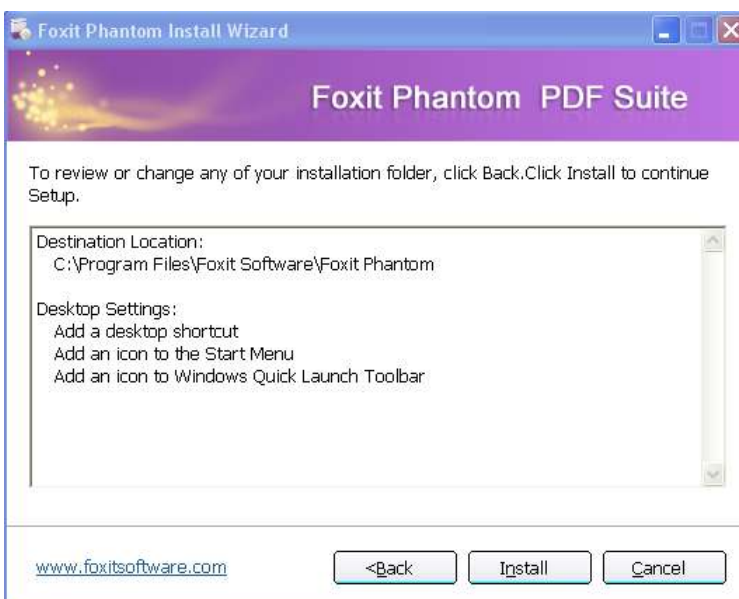 Foxit Phantom Install Wizard
Foxit Phantom PDF Suite
To review or change any of your installation folder, click Back.Click Install to continue
Setup.
Destination Location:
C:\Program Files\Foxit Software\Foxit Phantom
Desktop Settings:
Add a desktop shortcut
Add an icon to the Start Menu
Add an icon to Windows Quick Launch Toolbar
www.foxitsoftware.com
<Back
Install
Cancel